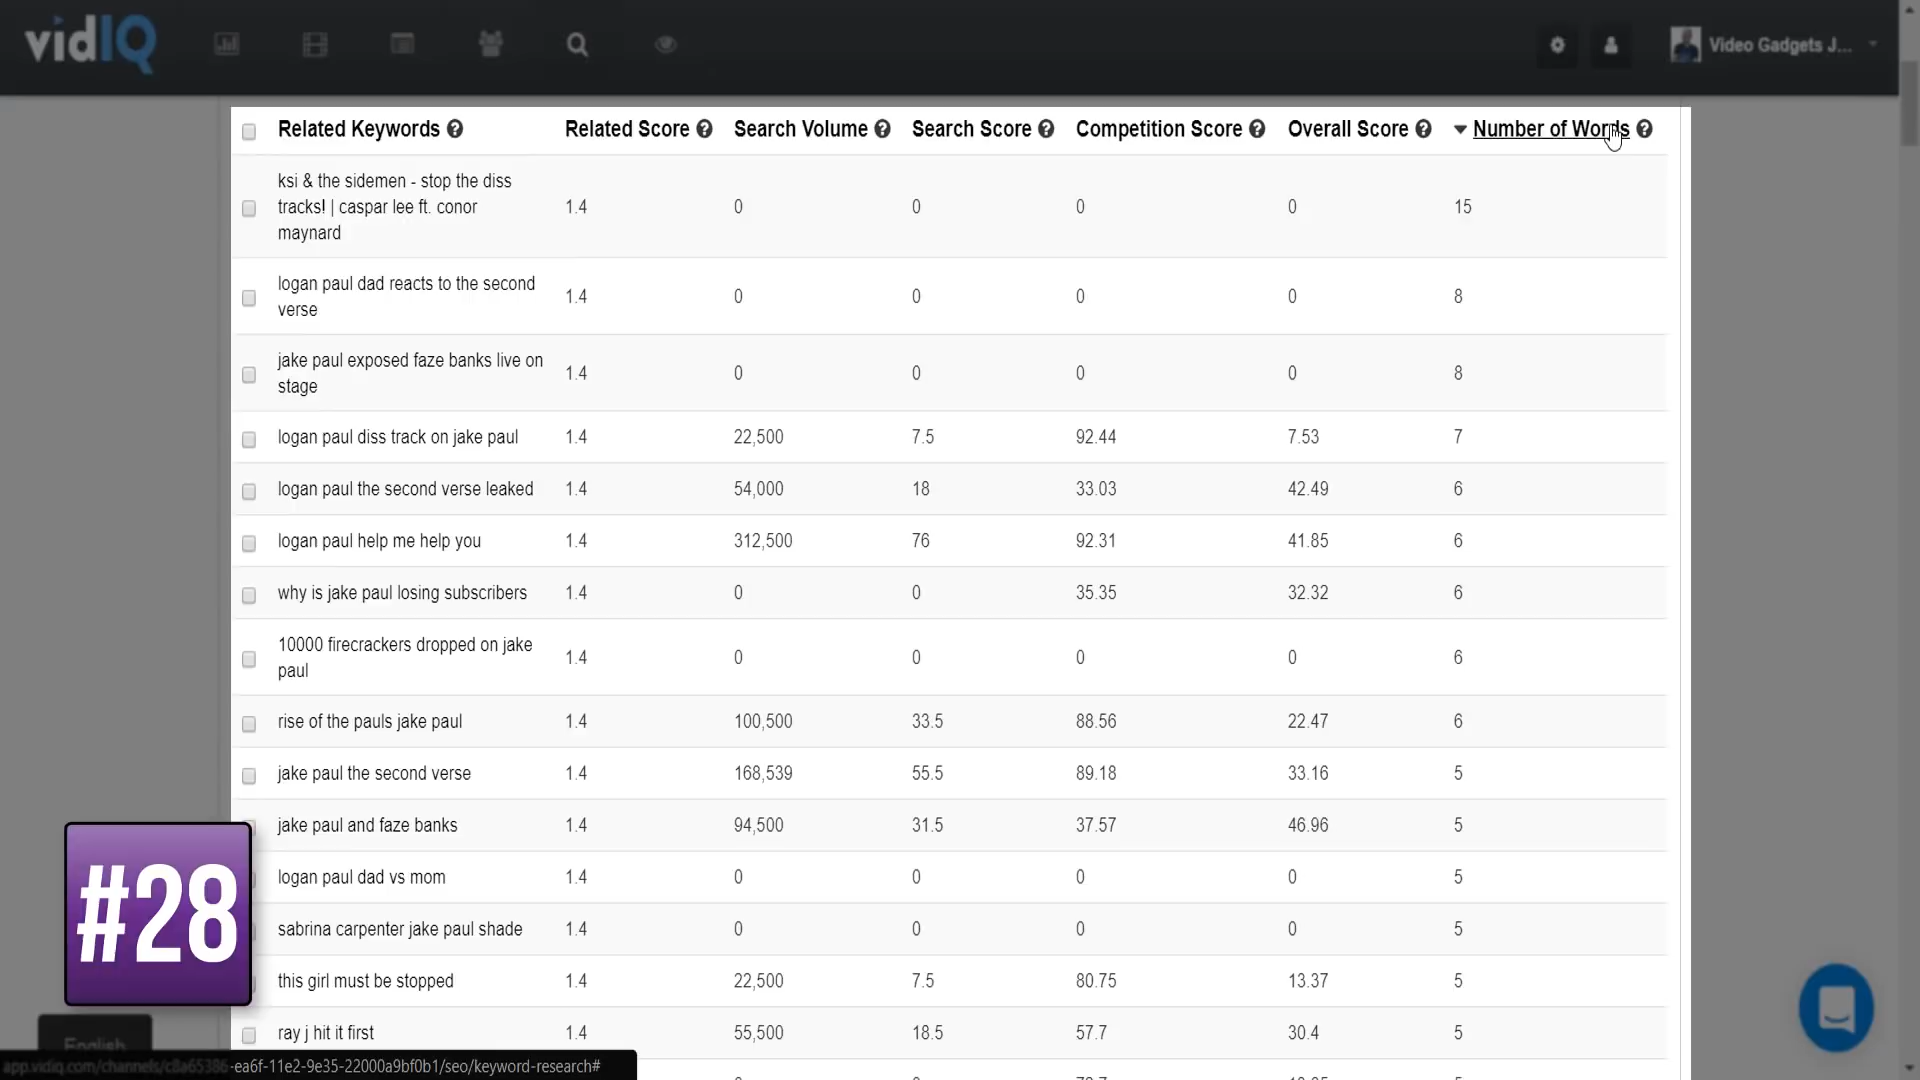 vidIQ
Video Gadgets J...
Related Keywords ? Related Score ? Search Volume ? Search Score ? Competition Score ? Overall Score ? Number of Words ?
ksi & the sidemen - stop the diss
tracks! | caspar lee ft. conor
maynard
1.4 0 0 0 0 15
logan paul dad reacts to the second
verse
1.4 0 0 0 0 8
jake paul exposed faze banks live on
stage
1.4 0 0 0 0 8
logan paul diss track on jake paul 1.4 22,500 7.5 92.44 7.53 7
logan paul the second verse leaked 1.4 54,000 18 33.03 42.49 6
logan paul help me help you 1.4 312,500 76 92.31 41.85 6
why is jake paul losing subscribers 1.4 0 0 35.35 32.32 6
10000 firecrackers dropped on jake
paul
1.4 0 0 0 0 6
rise of the pauls jake paul 1.4 100,500 33.5 88.56 22.47 6
jake paul the second verse 1.4 168,539 55.5 89.18 33.16 5
jake paul and faze banks 1.4 94,500 31.5 37.57 46.96 5
logan paul dad vs mom 1.4 0 0 0 0 5
sabrina carpenter jake paul shade 1.4 0 0 0 0 5
this girl must be stopped 1.4 22,500 7.5 80.75 13.37 5
ray j hit it first 1.4 55,500 18.5 57.7 30.4 5
#28
English
app.vidiq.com/channels/c8a65386-ea6f-11e2-9e35-22000a9bf0b1/seo/keyword-research#